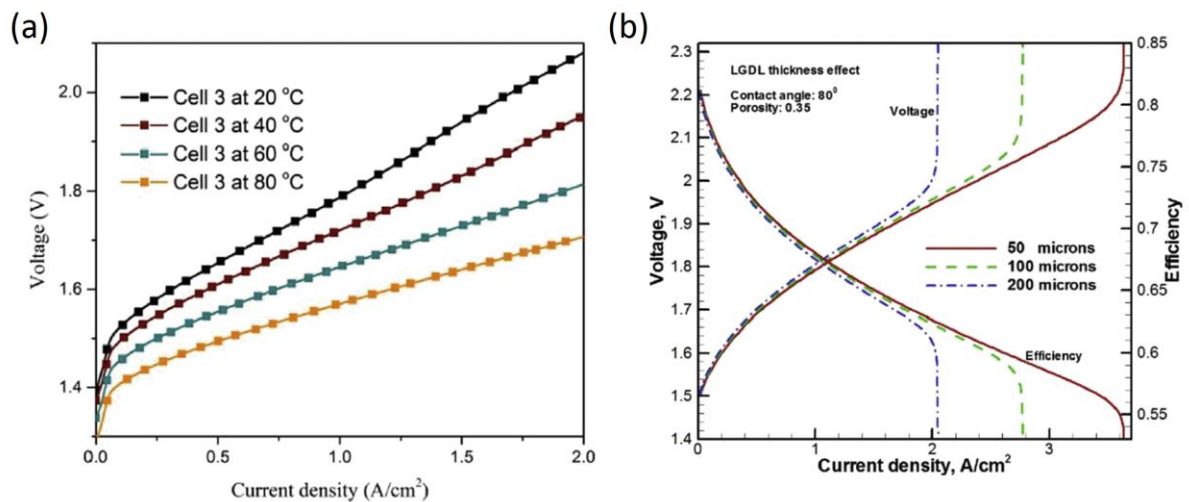 (a)
2.0
1.8
1.6
1.4
Voltage (V)
Cell 3 at 20 °C
Cell 3 at 40 °C
Cell 3 at 60 °C
Cell 3 at 80 °C
0.0 0.5 1.0 1.5 2.0
Current density (A/cm²)
(b)
2.3
2.2
2.1
2
1.9
1.8
1.7
1.6
1.5
1.4
Voltage, V
LGDL thickness effect
Contact angle: 80⁰
Porosity: 0.35
Voltage
50 microns
100 microns
200 microns
Efficiency
0.85
0.8
0.75
0.7
0.65
0.6
0.55
Efficiency
0 1 2 3
Current density, A/cm²